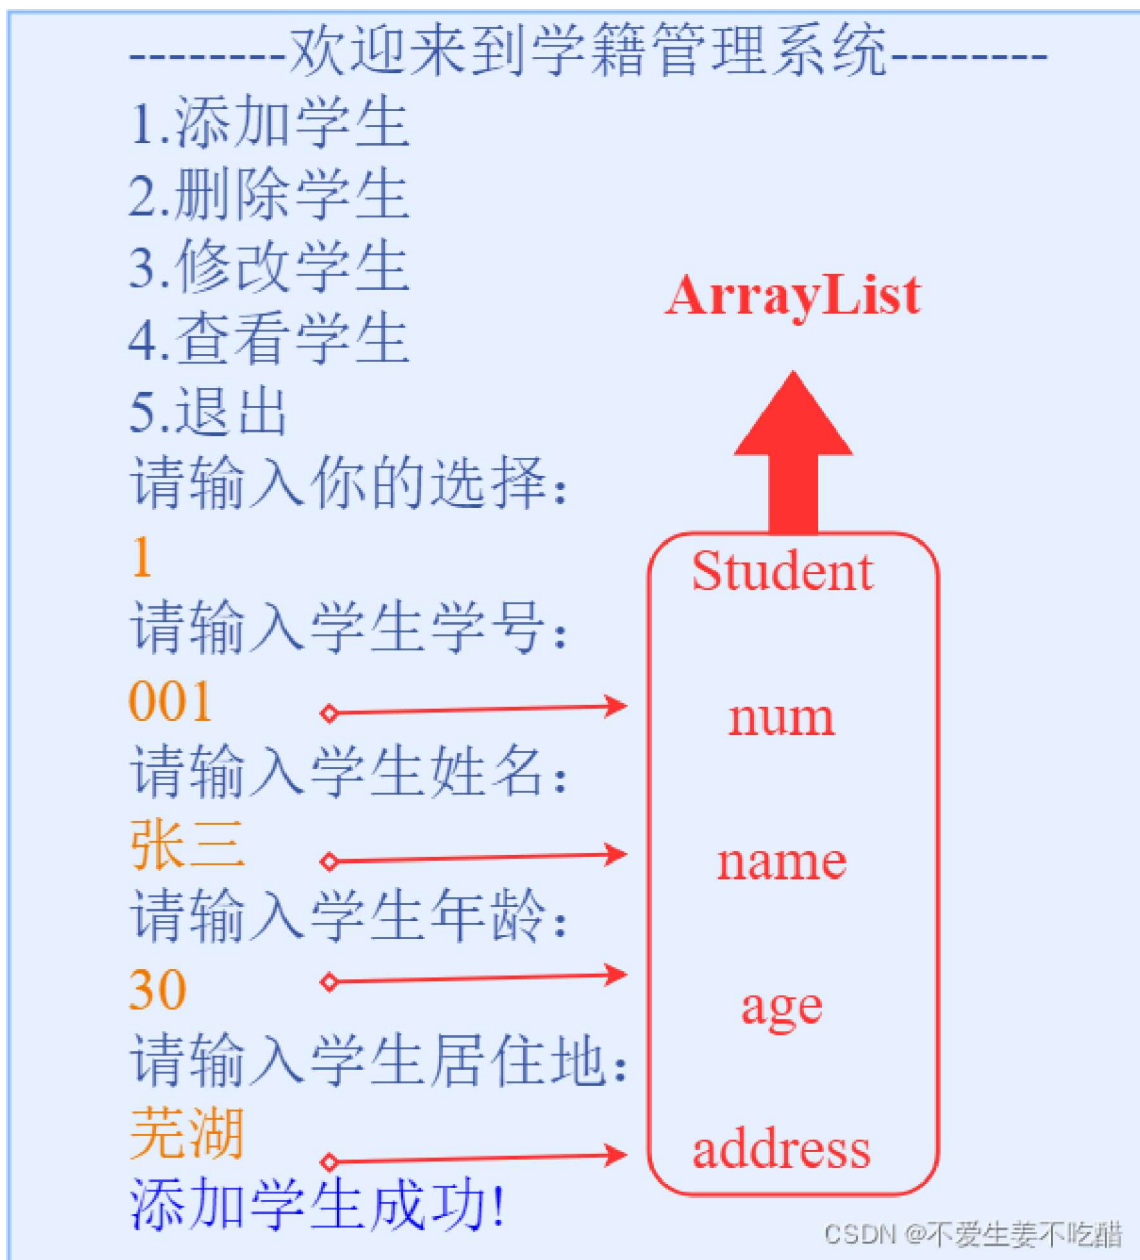 --------欢迎来到学籍管理系统--------
1.添加学生
2.删除学生
3.修改学生
4.查看学生
5.退出
请输入你的选择：
1
请输入学生学号：
001
请输入学生姓名：
张三
请输入学生年龄：
30
请输入学生居住地：
芜湖
添加学生成功!
ArrayList
Student
num
name
age
address
CSDN @不爱生姜不吃醋